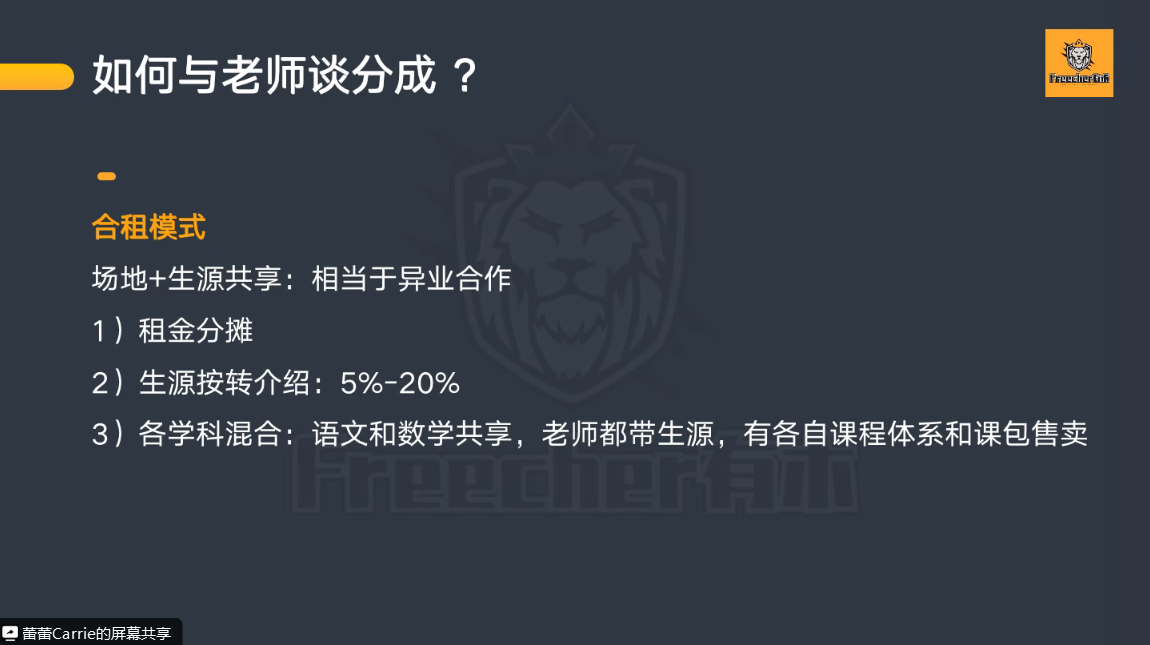 如何与老师谈分成 ?
Freecher有术
合租模式
场地+生源共享：相当于异业合作
1）租金分摊
2）生源按转介绍：5%-20%
3）各学科混合：语文和数学共享，老师都带生源，有各自课程体系和课包售卖
Freecher有术
蕾蕾Carrie的屏幕共享